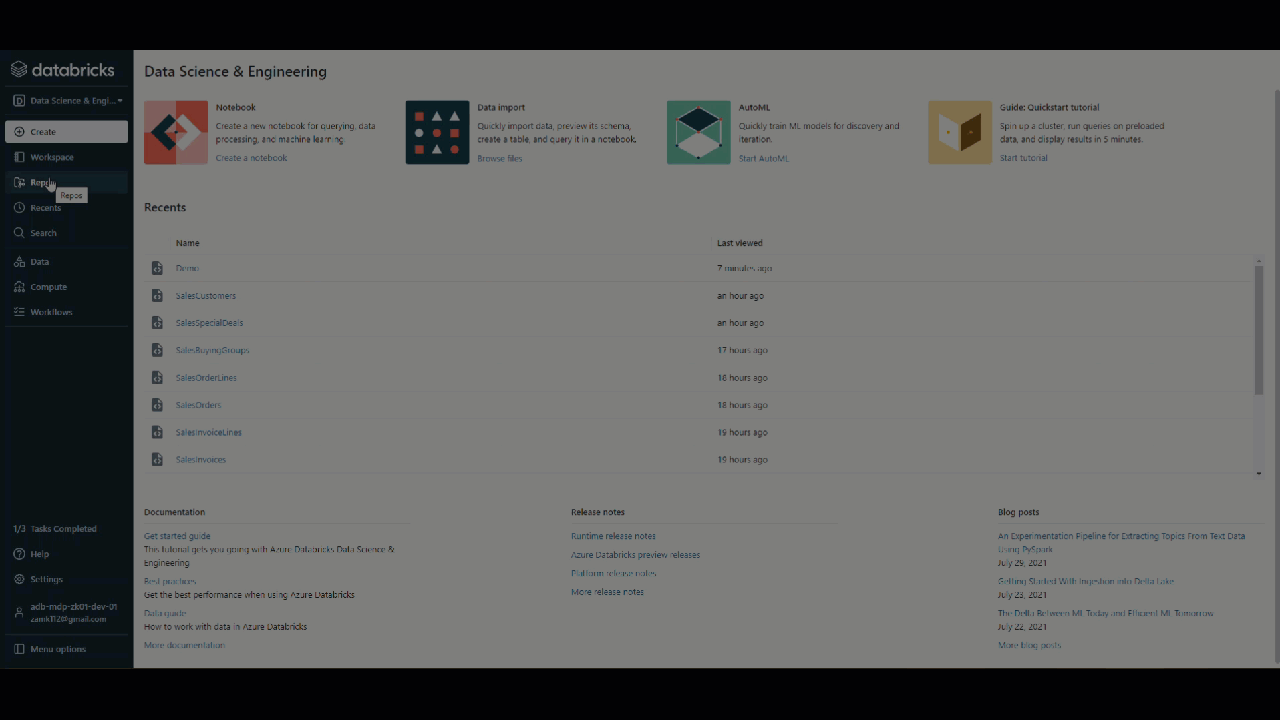 databricks
Data Science & Engi...
Create
Workspace
Repos
Recents
Search
Data
Compute
Workflows
1/3 Tasks Completed
Help
Settings
adb-mdp-zk01-dev-01
Menu options
Data Science & Engineering
Notebook
Create a new notebook for querying, data
processing, and machine learning.
Create a notebook
Data import
Quickly import data, preview its schema,
create a table, and query it in a notebook.
Browse files
AutoML
Quickly train ML models for discovery and
iteration.
Start AutoML
Guide: Quickstart tutorial
Spin up a cluster, run queries on preloaded
data, and display results in 5 minutes.
Start tutorial
Recents
Name Last viewed
Demo 7 minutes ago
SalesCustomers an hour ago
SalesSpecialDeals an hour ago
SalesBuyingGroups 17 hours ago
SalesOrderLines 18 hours ago
SalesOrders 18 hours ago
SalesInvoiceLines 19 hours ago
SalesInvoices 19 hours ago
Documentation
Get started guide
This tutorial gets you going with Azure Databricks Data Science &
Engineering
Best practices
Get the best performance when using Azure Databricks
Data guide
How to work with data in Azure Databricks
More documentation
Release notes
Runtime release notes
Azure Databricks preview releases
Platform release notes
More release notes
Blog posts
An Experimentation Pipeline for Extracting Topics From Text Data
Using PySpark
July 29, 2021
Getting Started With Ingestion into Delta Lake
July 23, 2021
The Delta Between ML Today and Efficient ML Tomorrow
July 22, 2021
More blog posts